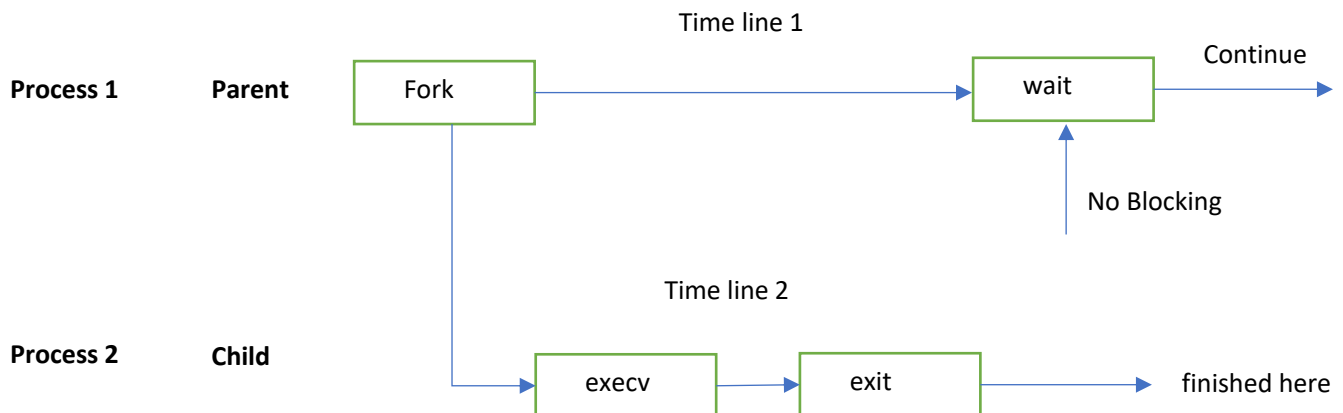 Time line 1
Continue
Process 1 Parent Fork wait
No Blocking
Time line 2
Process 2 Child execv exit finished here